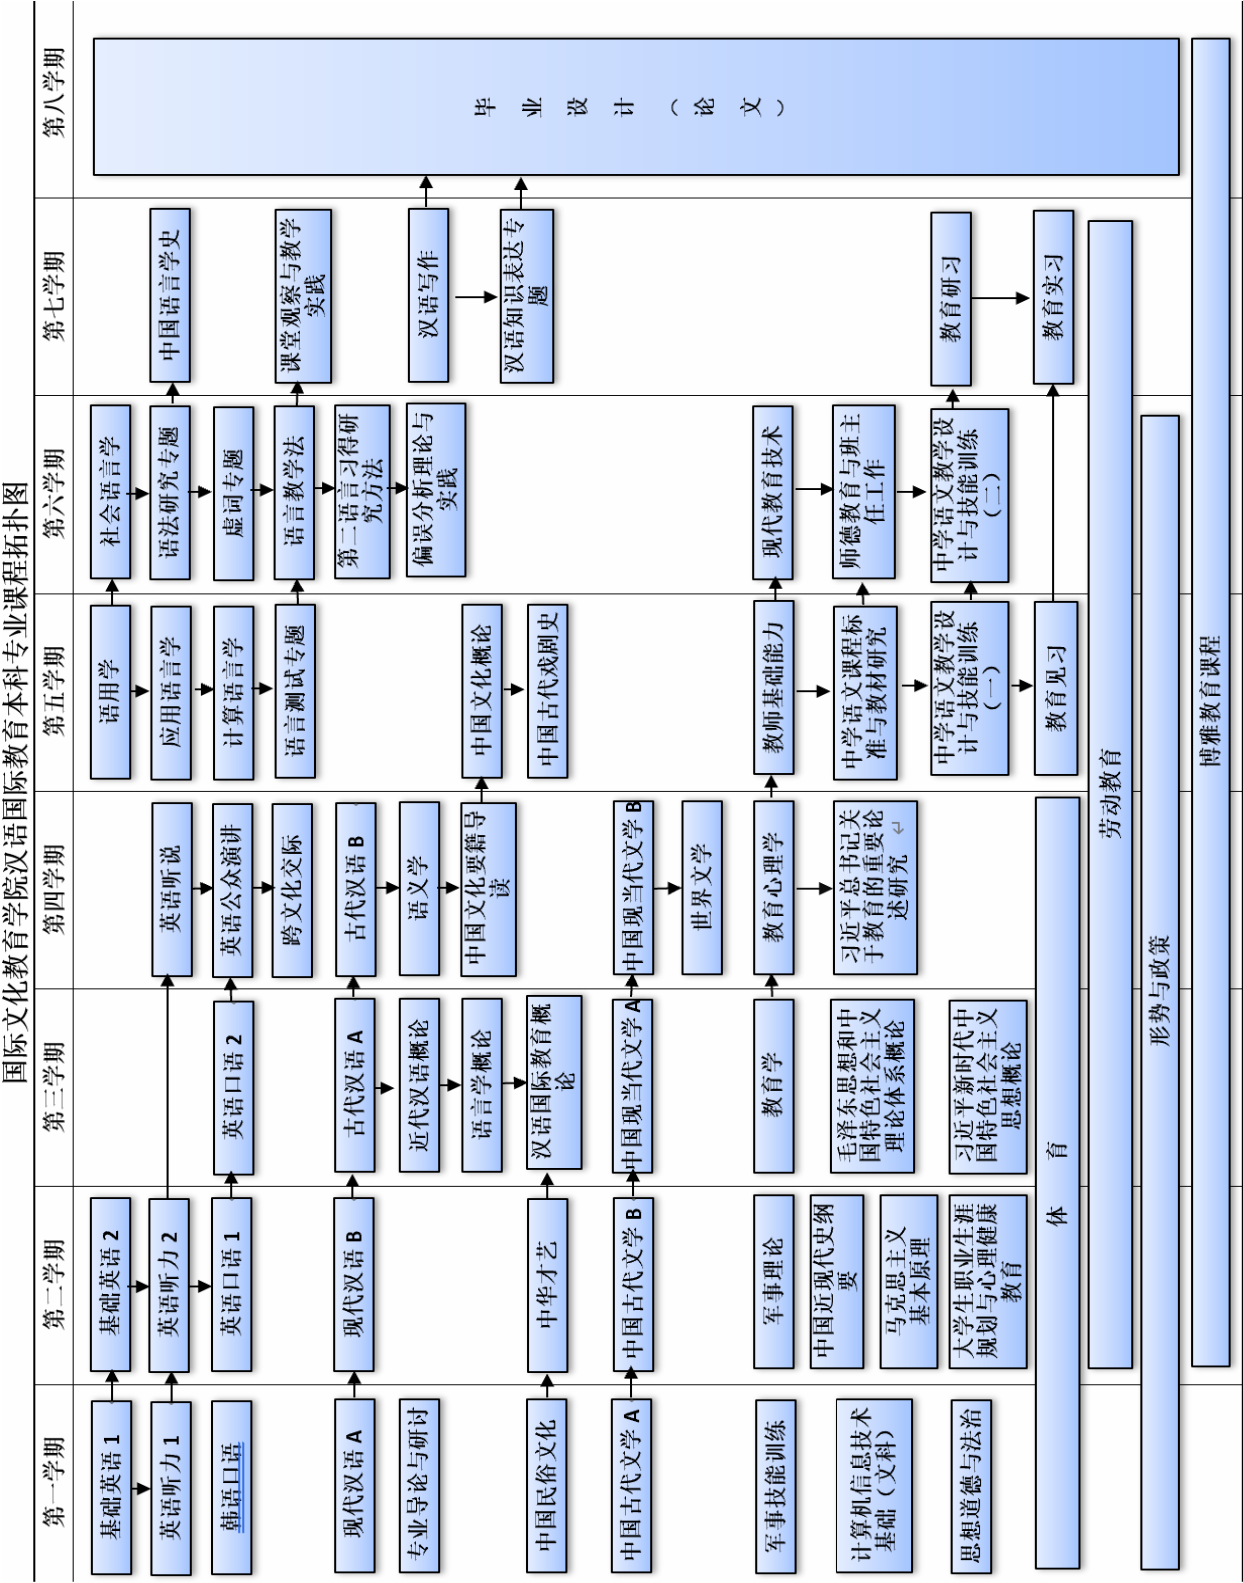 国际文化教育学院汉语国际教育本科专业课程拓扑图
第一学期
第二学期
第三学期
第四学期
第五学期
第六学期
第七学期
第八学期
基础英语 1
英语听力 1
韩语口语
现代汉语 A
专业导论与研讨
中国民俗文化
中国古代文学 A
军事技能训练
计算机信息技术
基础（文科）
思想道德与法治
基础英语 2
英语听力 2
英语口语 1
现代汉语 B
中华才艺
中国古代文学 B
军事理论
中国近现代史纲
要
马克思主义
基本原理
大学生职业生涯
规划与心理健康
教育
英语口语 2
古代汉语 A
近代汉语概论
语言学概论
汉语国际教育概
论
中国现当代文学 A
教育学
毛泽东思想和中
国特色社会主义
理论体系概论
习近平新时代中
国特色社会主义
思想概论
英语听说
英语公众演讲
跨文化交际
古代汉语 B
语义学
中国文化要籍导
读
中国现当代文学 B
世界文学
教育心理学
习近平总书记关
于教育的重要论
述研究↵
语用学
应用语言学
计算语言学
语言测试专题
中国文化概论
中国古代戏剧史
教师基础能力
中学语文课程标
准与教材研究
中学语文教学设
计与技能训练
（一）
教育见习
社会语言学
语法研究专题
虚词专题
语言教学法
第二语言习得研
究方法
偏误分析理论与
实践
现代教育技术
师德教育与班主
任工作
中学语文教学设
计与技能训练
（二）
中国语言学史
课堂观察与教学
实践
汉语写作
汉语知识表达专
题
教育研习
教育实习
毕业设计（论文）
体育
劳动教育
形势与政策
博雅教育课程